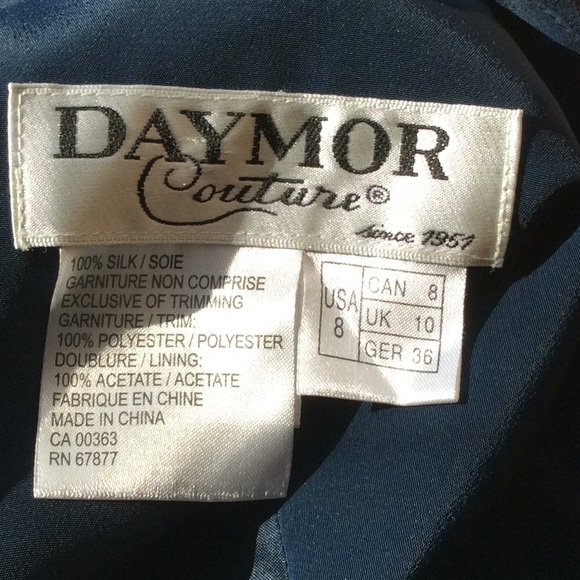 DAYMOR
Couture®
since 1951
100% SILK / SOIE
GARNITURE NON COMPRISE
EXCLUSIVE OF TRIMMING
GARNITURE / TRIM:
100% POLYESTER / POLYESTER
DOUBLURE / LINING:
100% ACETATE / ACETATE
FABRIQUE EN CHINE
MADE IN CHINA
CA 00363
RN 67877
USA 8
CAN 8
UK 10
GER 36